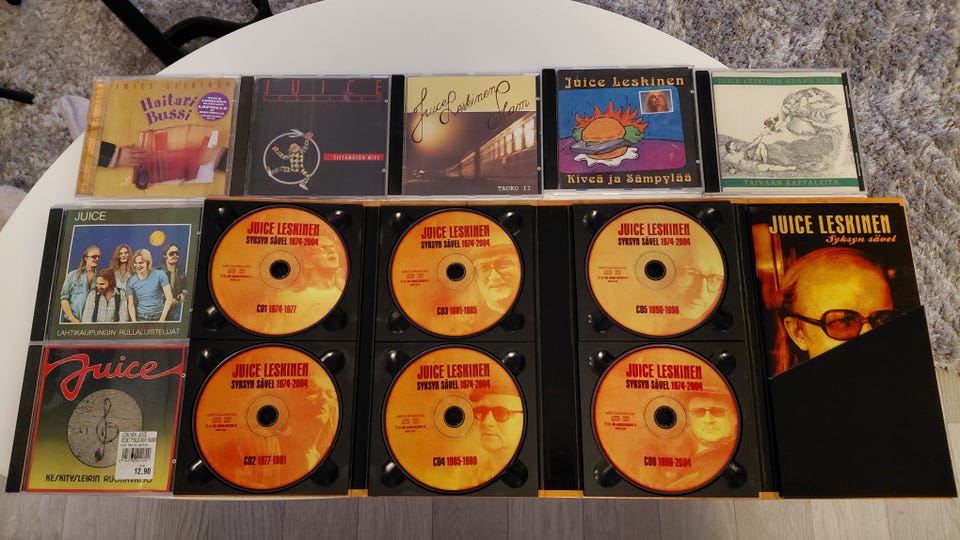 JUICE LESKINEN
Haitari
Bussi
JUICE
SIETÄMÄTÖN MIES
Juice Leskinen
Slam
TAUKO II
Juice Leskinen
Kiveä ja Sämpylää
JUICE LESKINEN GRAND SLAM
TAIVAAN KAPPALEITA
JUICE
LAHTIKAUPUNGIN RULLALUISTELIJAT
JUICE LESKINEN
SYKSYN SÄVEL 1974-2004
CD1 1974-1977
JUICE LESKINEN
SYKSYN SÄVEL 1974-2004
CD3 1981-1985
JUICE LESKINEN
SYKSYN SÄVEL 1974-2004
CD5 1990-1998
JUICE LESKINEN
Syksyn sävel
Juice
KESKITYSLEIRIN
12,90
JUICE LESKINEN
SYKSYN SÄVEL 1974-2004
CD2 1977-1981
JUICE LESKINEN
SYKSYN SÄVEL 1974-2004
CD4 1985-1990
JUICE LESKINEN
SYKSYN SÄVEL 1974-2004
CD6 1998-2004